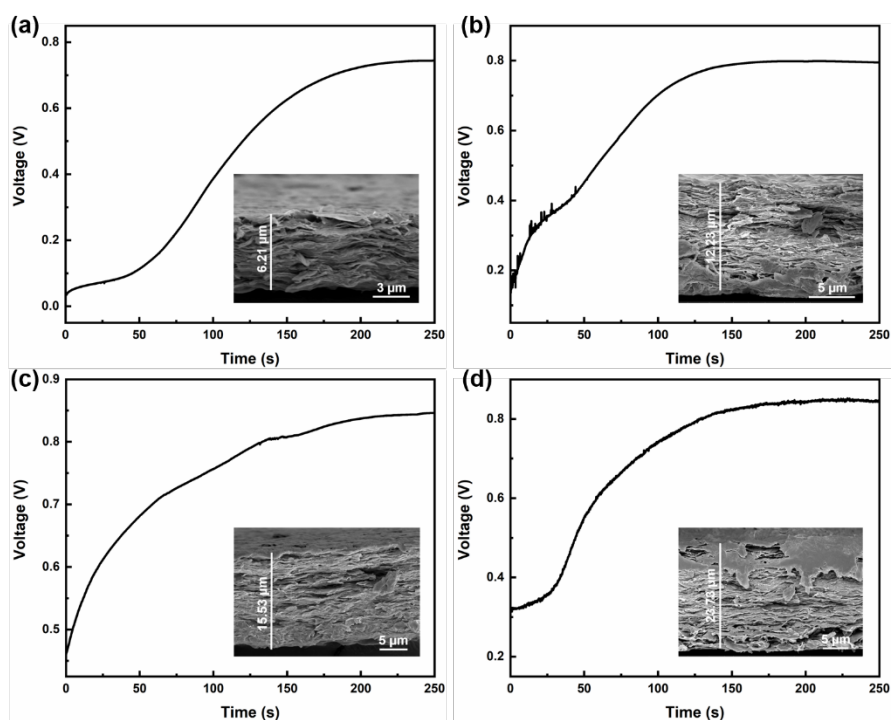 (a)
0.8
0.6
0.4
0.2
0.0
Voltage (V)
6.21 μm
3 μm
0 50 100 150 200 250
Time (s)
(b)
0.8
0.6
0.4
0.2
Voltage (V)
12.23 μm
5 μm
0 50 100 150 200 250
Time (s)
(c)
0.9
0.8
0.7
0.6
0.5
Voltage (V)
15.53 μm
5 μm
0 50 100 150 200 250
Time (s)
(d)
0.8
0.6
0.4
0.2
Voltage (V)
23.73 μm
5 μm
0 50 100 150 200 250
Time (s)